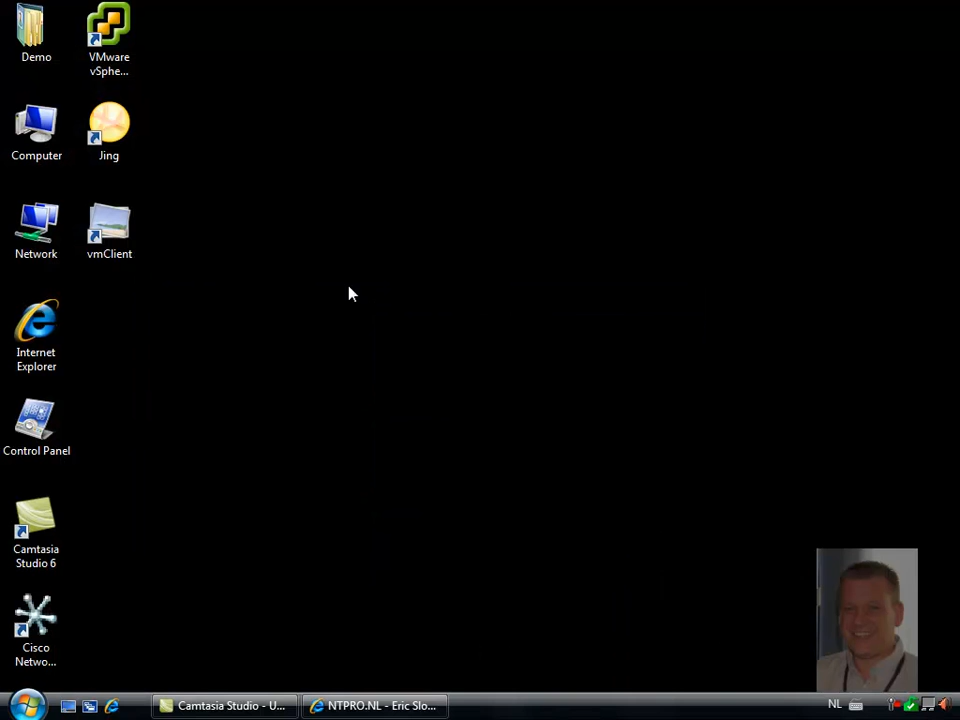 Demo
VMware
vSphe...
Computer
Jing
Network
vmClient
Internet
Explorer
Control Panel
Camtasia
Studio 6
Cisco
Netwo...
Camtasia Studio - U...
NTPRO.NL - Eric Slo...
NL